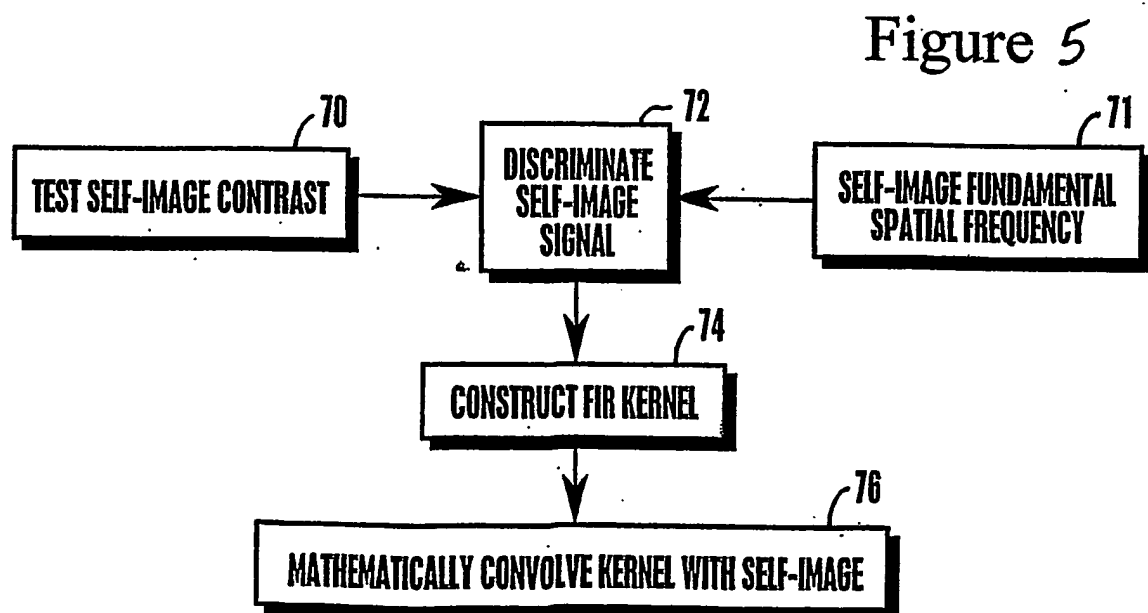 Figure 5
70
TEST SELF-IMAGE CONTRAST
72
DISCRIMINATE
SELF-IMAGE
SIGNAL
71
SELF-IMAGE FUNDAMENTAL
SPATIAL FREQUENCY
74
CONSTRUCT FIR KERNEL
76
MATHEMATICALLY CONVOLVE KERNEL WITH SELF-IMAGE